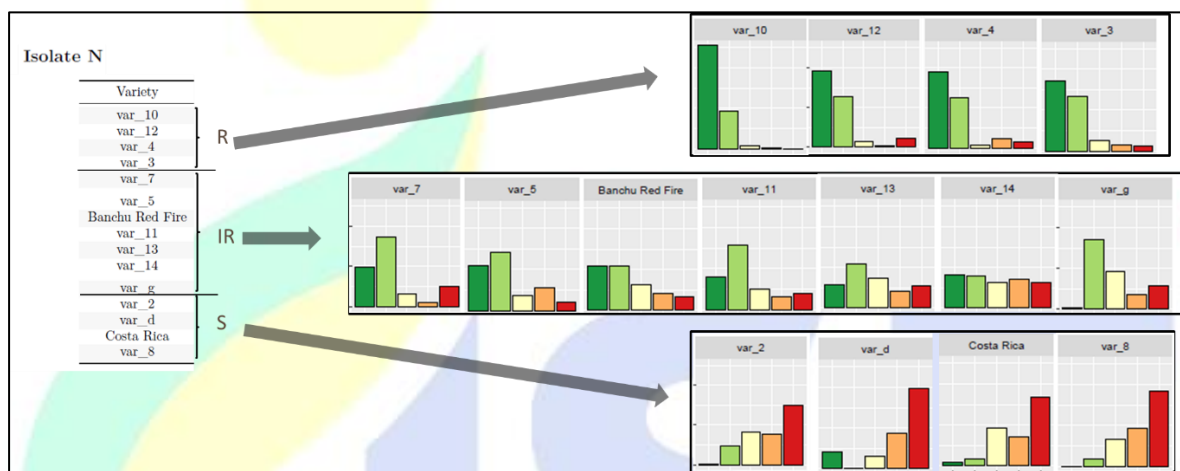 Isolate N
Variety
var_10
var_12
var_4
var_3
R
var_7
var_5
Banchu Red Fire
var_11
var_13
var_14
var_g
IR
var_2
var_d
Costa Rica
var_8
S
var_10 var_12 var_4 var_3
var_7 var_5 Banchu Red Fire var_11 var_13 var_14 var_g
var_2 var_d Costa Rica var_8